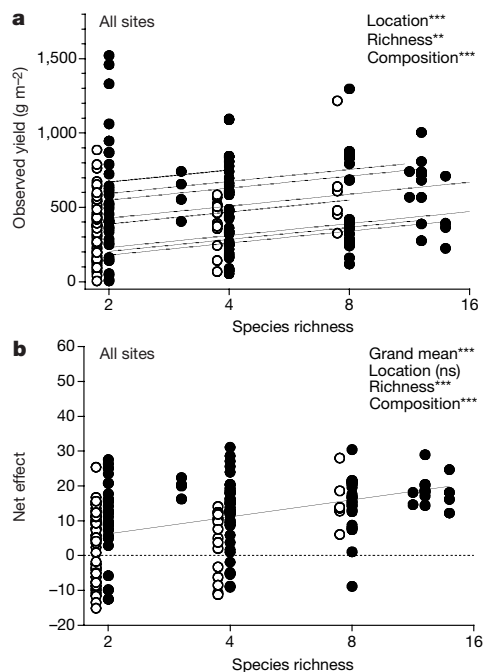 a
All sites
Location***
Richness**
Composition***
Observed yield (g m–2)
1,500
1,000
500
0
2
4
8
16
Species richness
b
All sites
Grand mean***
Location (ns)
Richness***
Composition***
Net effect
60
50
40
30
20
10
0
–10
–20
2
4
8
16
Species richness